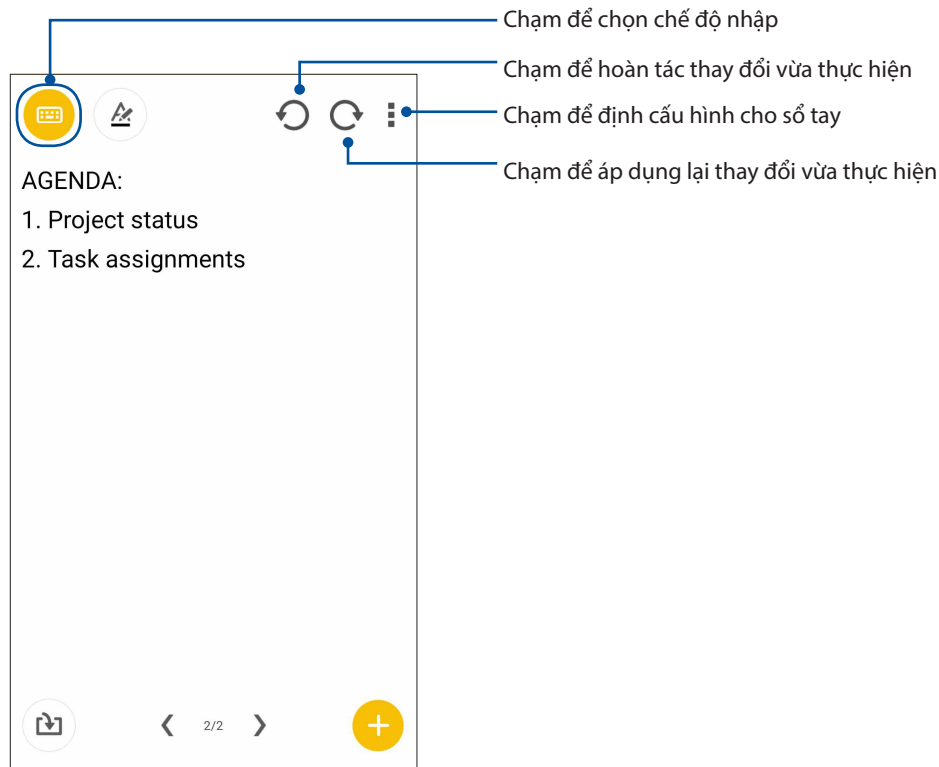 Chạm để chọn chế độ nhập
Chạm để hoàn tác thay đổi vừa thực hiện
Chạm để định cấu hình cho sổ tay
Chạm để áp dụng lại thay đổi vừa thực hiện
AGENDA:
1. Project status
2. Task assignments
2/2